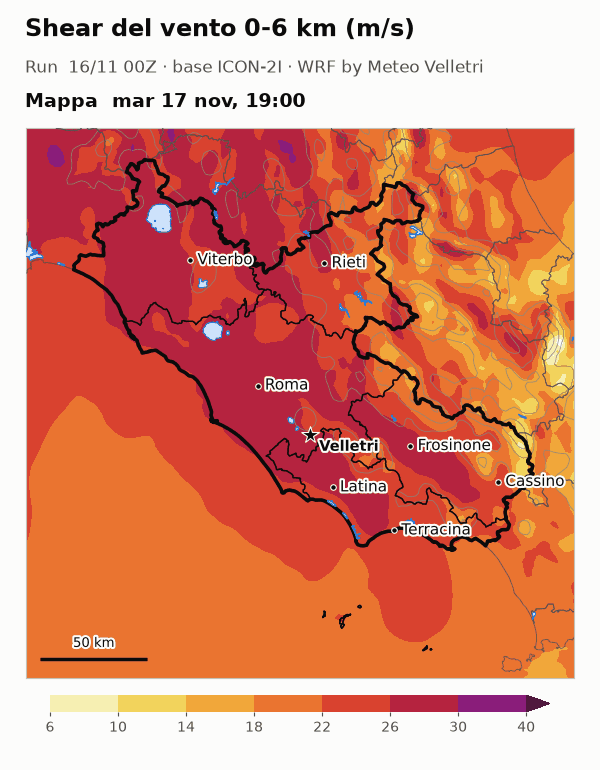 Shear del vento 0-6 km (m/s)
Run  16/11 00Z · base ICON-2I · WRF by Meteo Velletri
Mappa  mar 17 nov, 19:00
Viterbo
Rieti
Roma
Velletri
Frosinone
Latina
Cassino
Terracina
50 km
6 10 14 18 22 26 30 40